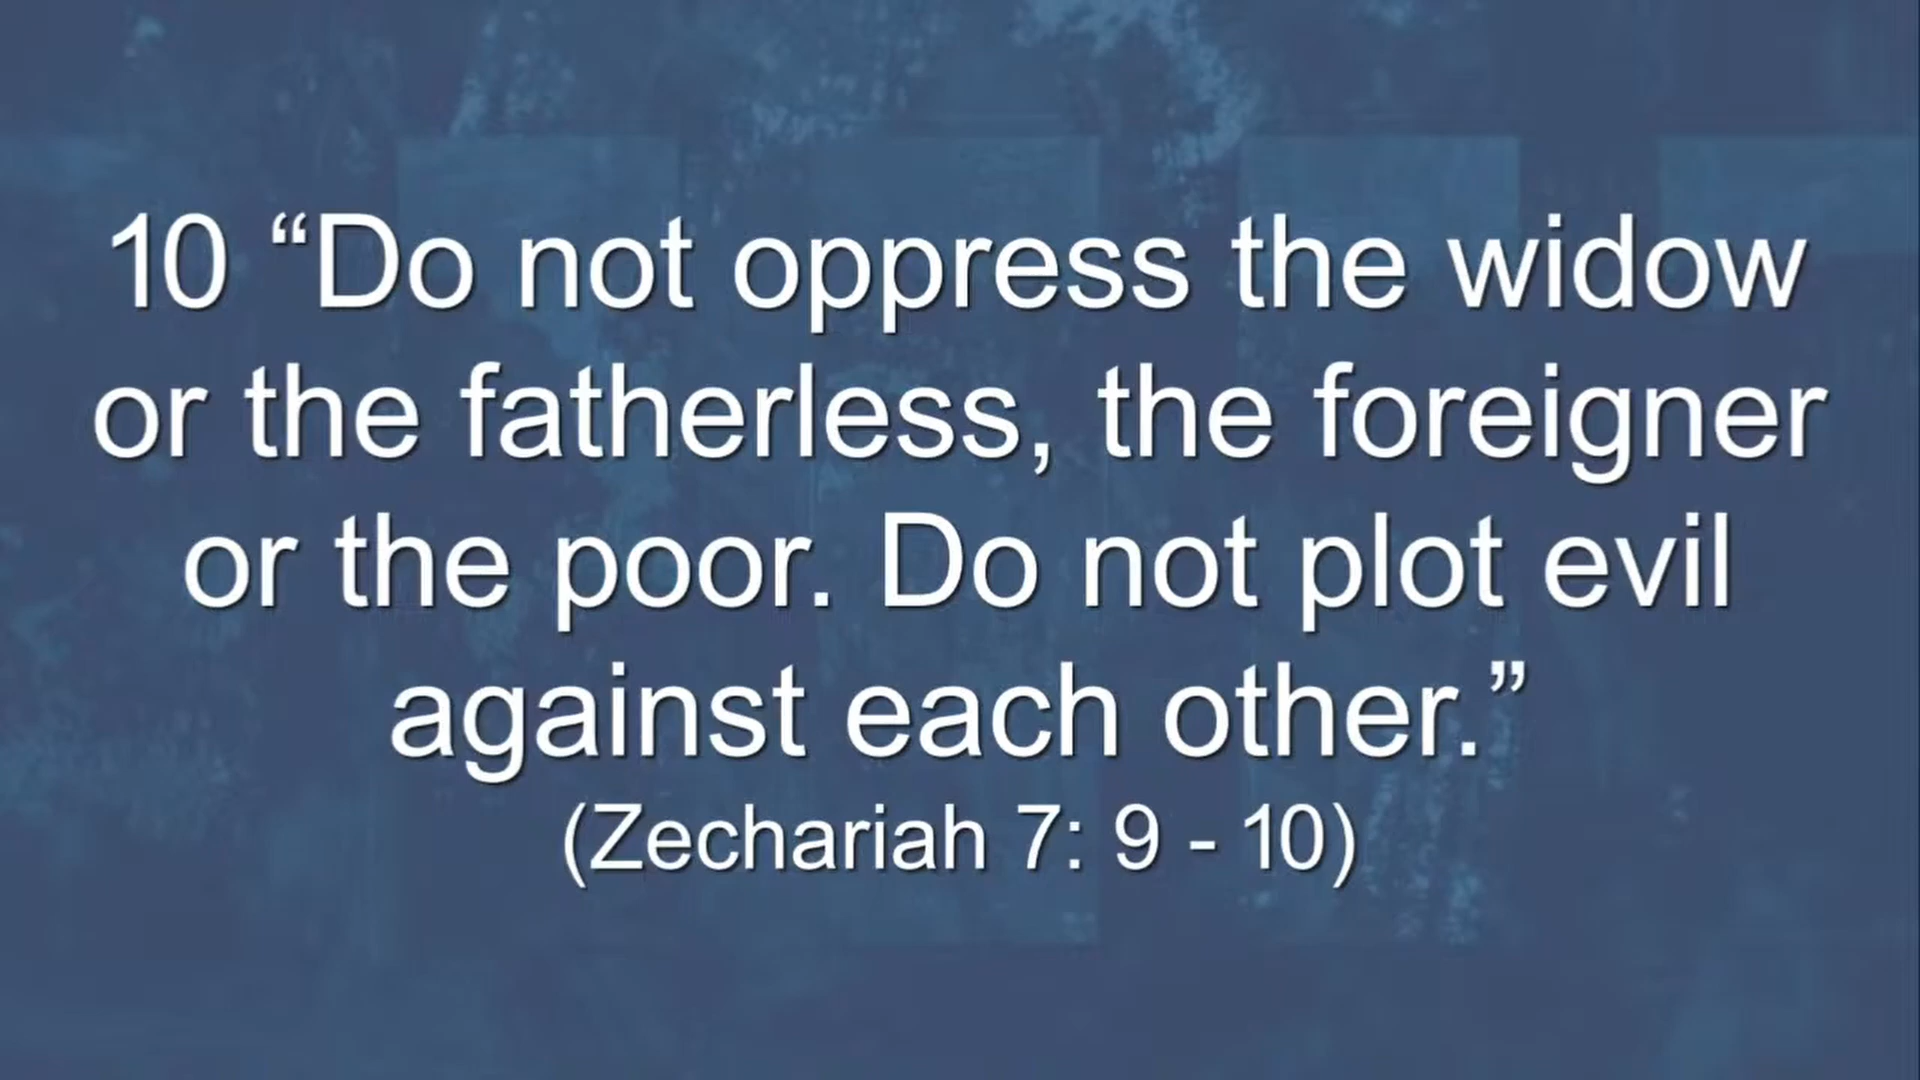 10 “Do not oppress the widow
or the fatherless, the foreigner
or the poor. Do not plot evil
against each other.”
(Zechariah 7: 9 - 10)